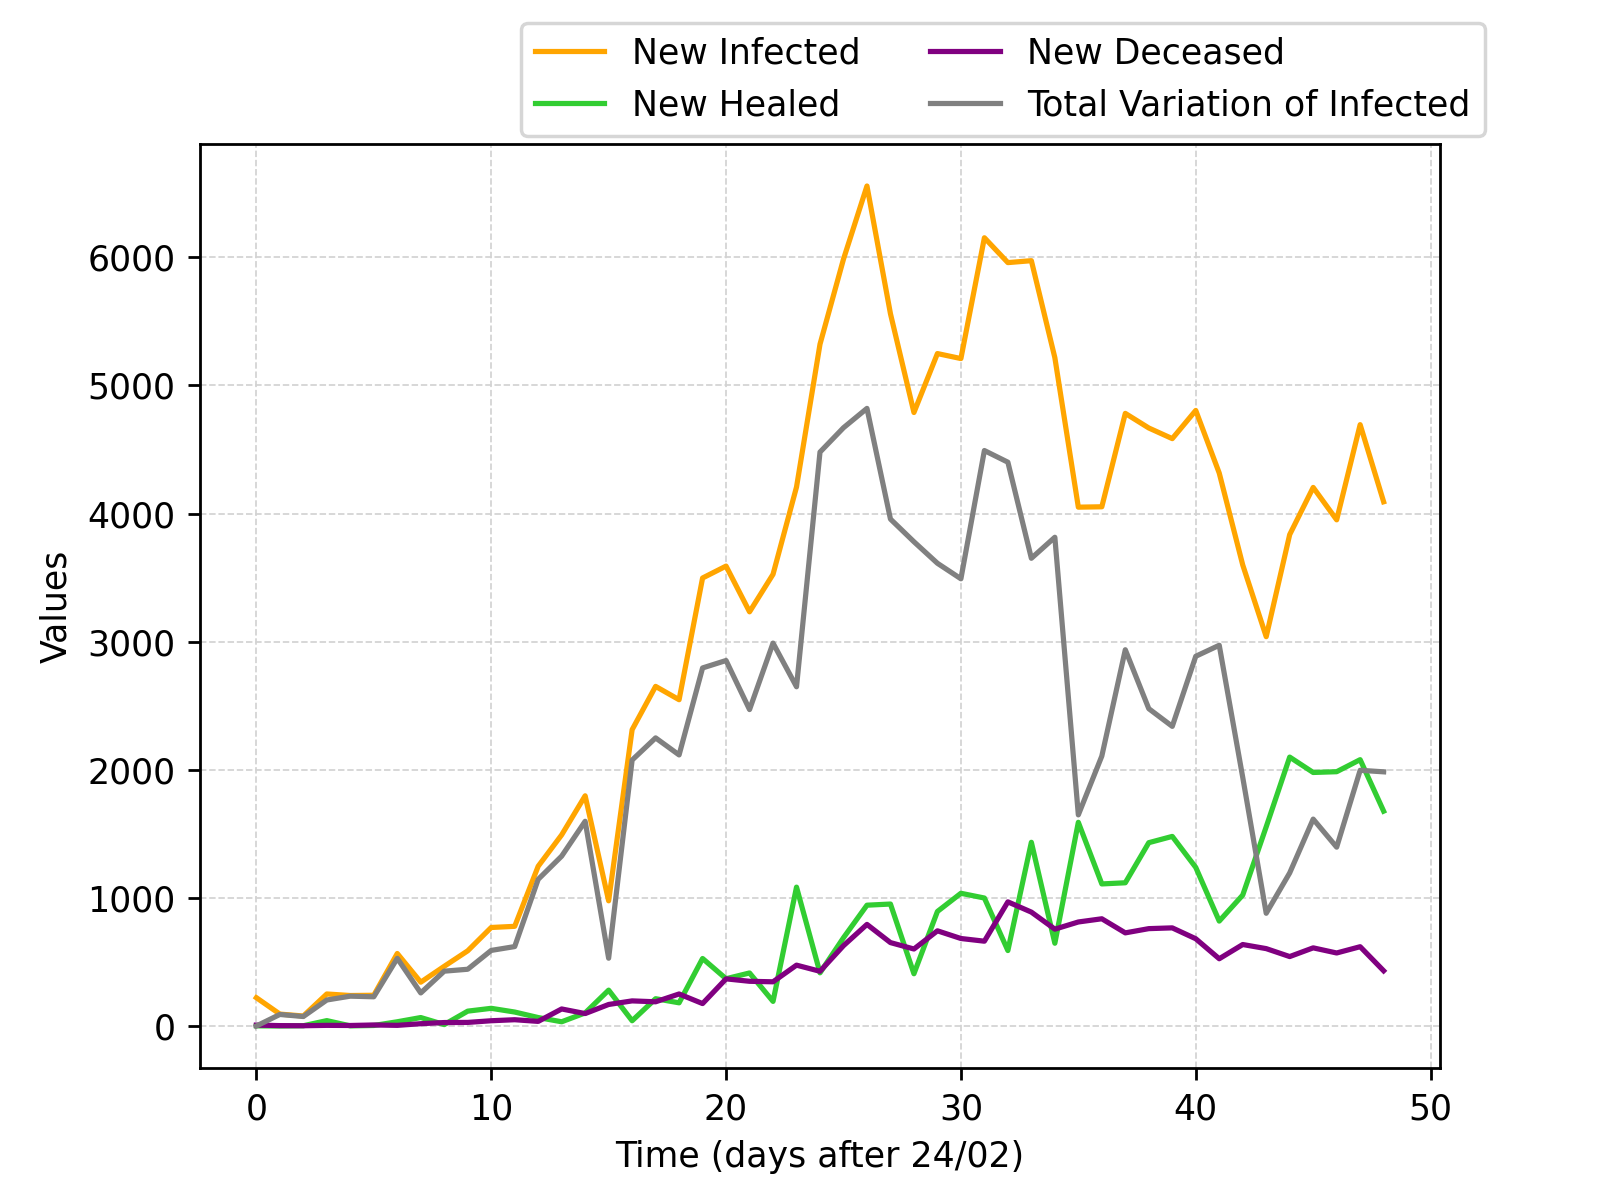 New Infected
New Healed
New Deceased
Total Variation of Infected
6000
5000
4000
3000
2000
1000
0
Values
0 10 20 30 40 50
Time (days after 24/02)